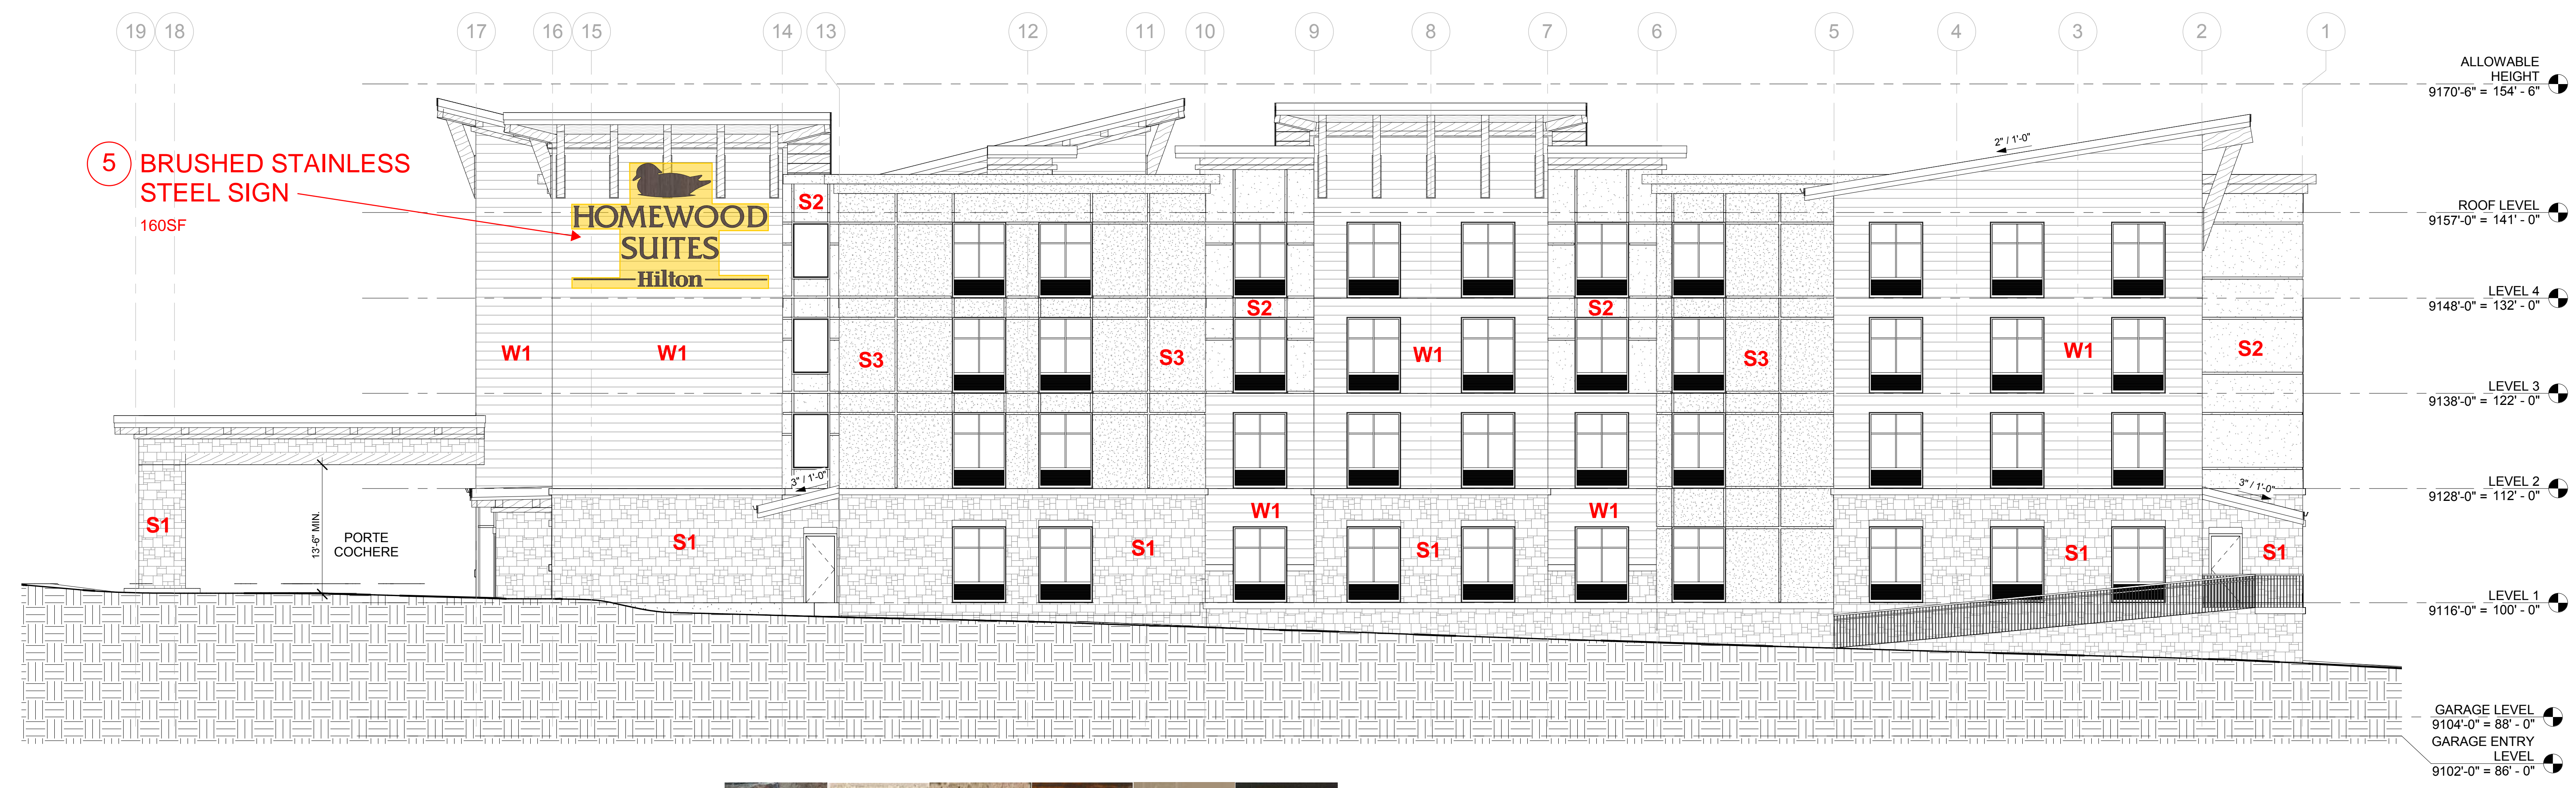 19 18 17 16 15 14 13 12 11 10 9 8 7 6 5 4 3 2 1
ALLOWABLE
HEIGHT
9170'-6" = 154' - 6"
5 BRUSHED STAINLESS
STEEL SIGN
160SF
HOMEWOOD
SUITES
Hilton
2" / 1'-0"
S2
ROOF LEVEL
9157'-0" = 141' - 0"
LEVEL 4
9148'-0" = 132' - 0"
S2
S2
W1
W1
S3
S3
W1
S3
W1
S2
LEVEL 3
9138'-0" = 122' - 0"
3" / 1'-0"
3" / 1'-0"
LEVEL 2
9128'-0" = 112' - 0"
S1
13'-6" MIN.
PORTE
COCHERE
S1
S1
W1
S1
W1
S1
S1
LEVEL 1
9116'-0" = 100' - 0"
GARAGE LEVEL
9104'-0" = 88' - 0"
GARAGE ENTRY
LEVEL
9102'-0" = 86' - 0"